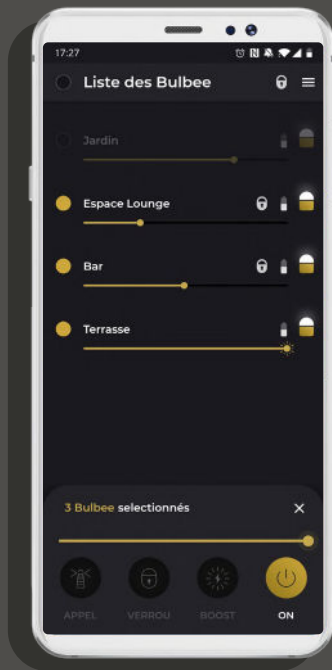 17:27
Liste des Bulbee
Jardin
Espace Lounge
Bar
Terrasse
3 Bulbee selectionnés
APPEL VERROU BOOST ON